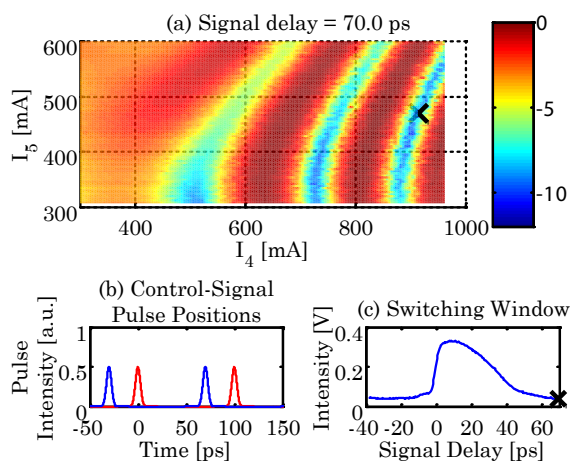 (a) Signal delay = 70.0 ps
I5 [mA]
600
500
400
300
400
600
800
1000
I4 [mA]
0
-5
-10
(b) Control-Signal
Pulse Positions
Pulse
Intensity [a.u.]
1
0.5
0
-50
0
50
100
150
Time [ps]
(c) Switching Window
Intensity [V]
0.4
0.2
0
-40
-20
0
20
40
60
Signal Delay [ps]